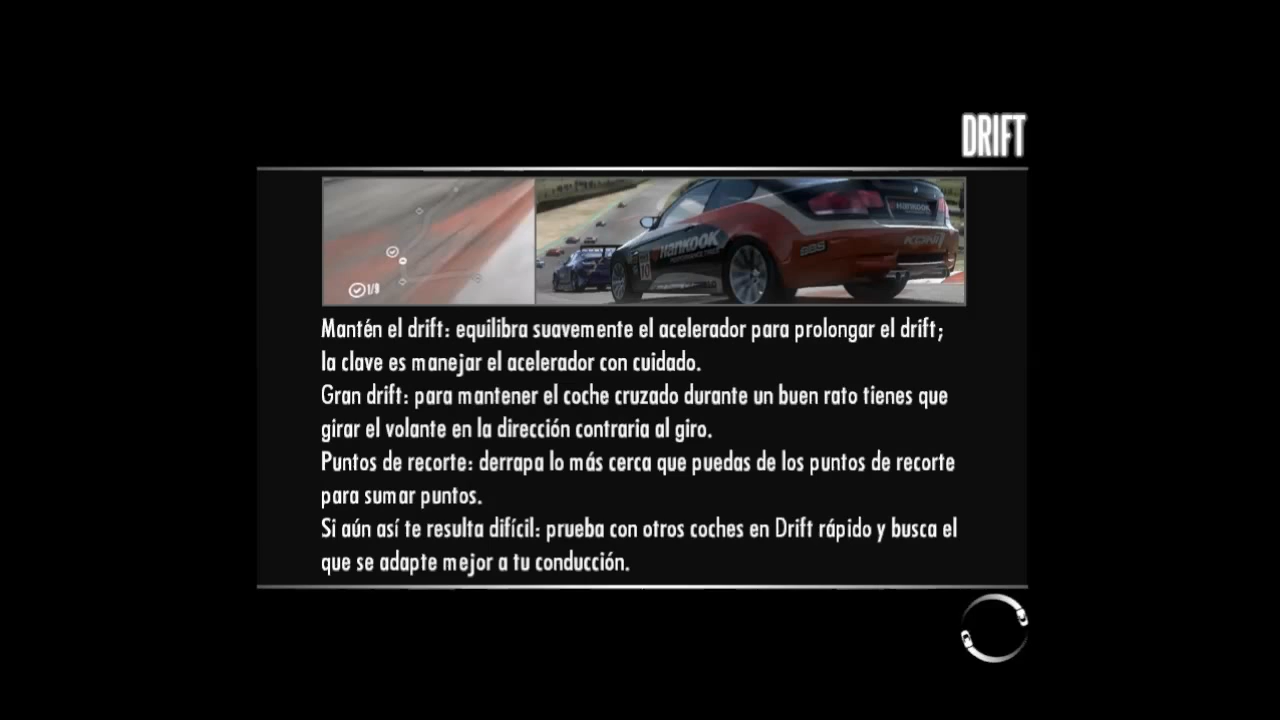 DRIFT
1/8
HANKOOK
BBS
HANKOOK
KONI
10
Mantén el drift: equilibra suavemente el acelerador para prolongar el drift;
la clave es manejar el acelerador con cuidado.
Gran drift: para mantener el coche cruzado durante un buen rato tienes que
girar el volante en la dirección contraria al giro.
Puntos de recorte: derrapa lo más cerca que puedas de los puntos de recorte
para sumar puntos.
Si aún así te resulta difícil: prueba con otros coches en Drift rápido y busca el
que se adapte mejor a tu conducción.